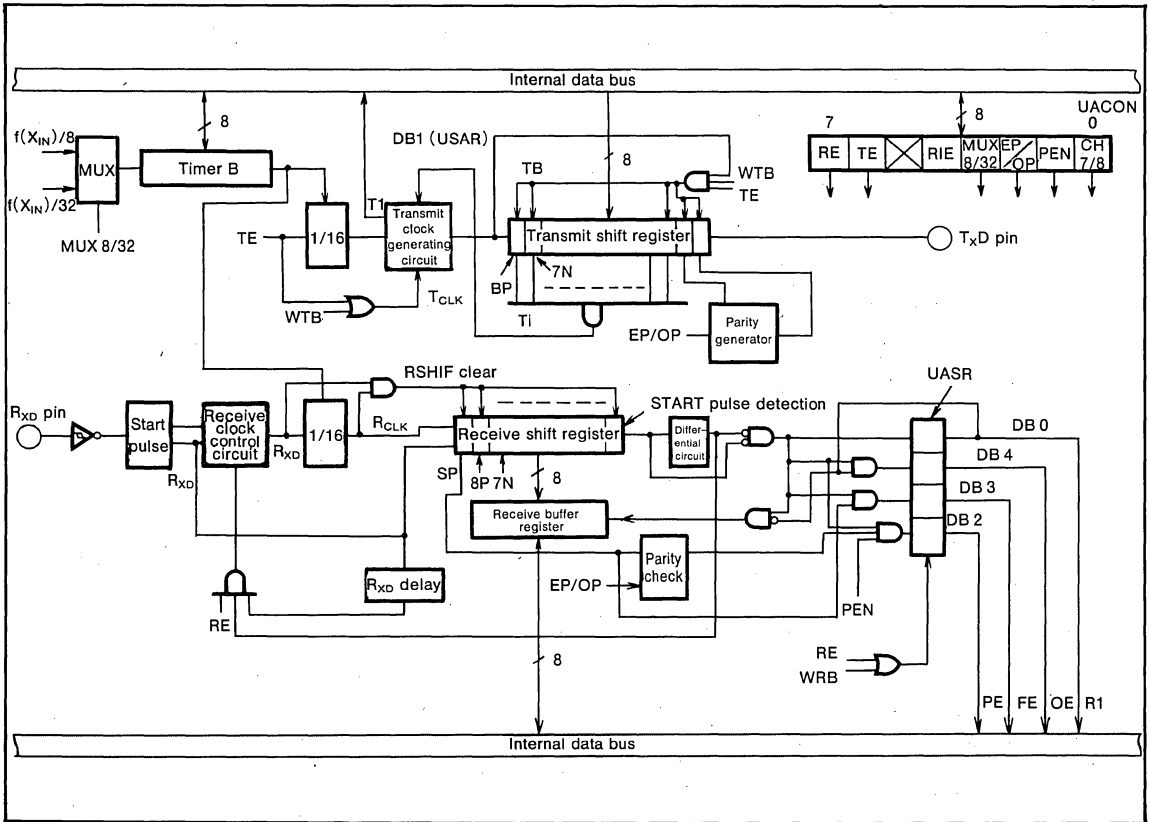 Internal data bus
f(XIN)/8
MUX
f(XIN)/32
MUX 8/32
8
Timer B
DB1 (USAR)
8
TB
WTB
TE
8
UACON
7
0
RE
TE
RIE
MUX 8/32
EP/OP
PEN
CH 7/8
TE
1/16
T1
Transmit clock generating circuit
Transmit shift register
TXD pin
WTB
TCLK
BP
7N
Ti
EP/OP
Parity generator
RSHIF clear
UASR
START pulse detection
RXD pin
Start pulse
Receive clock control circuit
RXD
1/16
RCLK
Receive shift register
Differ-ential circuit
DB 0
RXD
SP
8P
7N
8
DB 4
DB 3
DB 2
Receive buffer register
Parity check
EP/OP
RXD delay
PEN
RE
8
RE
WRB
PE
FE
OE
R1
Internal data bus